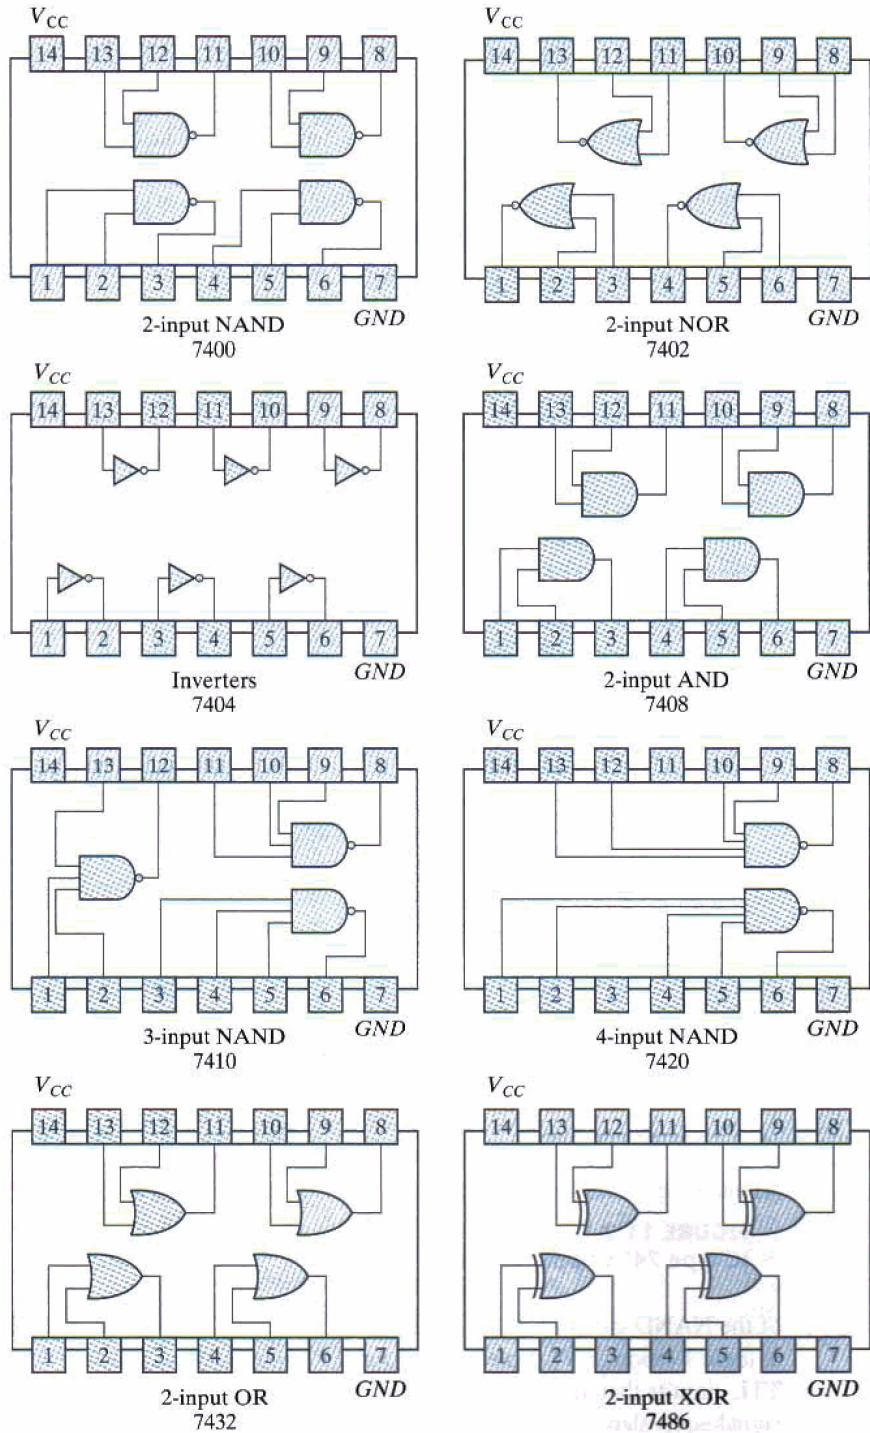 V_CC V_CC
14 13 12 11 10 9 8 14 13 12 11 10 9 8
1 2 3 4 5 6 7 1 2 3 4 5 6 7
GND GND
2-input NAND 2-input NOR
7400 7402
V_CC V_CC
14 13 12 11 10 9 8 14 13 12 11 10 9 8
1 2 3 4 5 6 7 1 2 3 4 5 6 7
GND GND
Inverters 2-input AND
7404 7408
V_CC V_CC
14 13 12 11 10 9 8 14 13 12 11 10 9 8
1 2 3 4 5 6 7 1 2 3 4 5 6 7
GND GND
3-input NAND 4-input NAND
7410 7420
V_CC V_CC
14 13 12 11 10 9 8 14 13 12 11 10 9 8
1 2 3 4 5 6 7 1 2 3 4 5 6 7
GND GND
2-input OR 2-input XOR
7432 7486